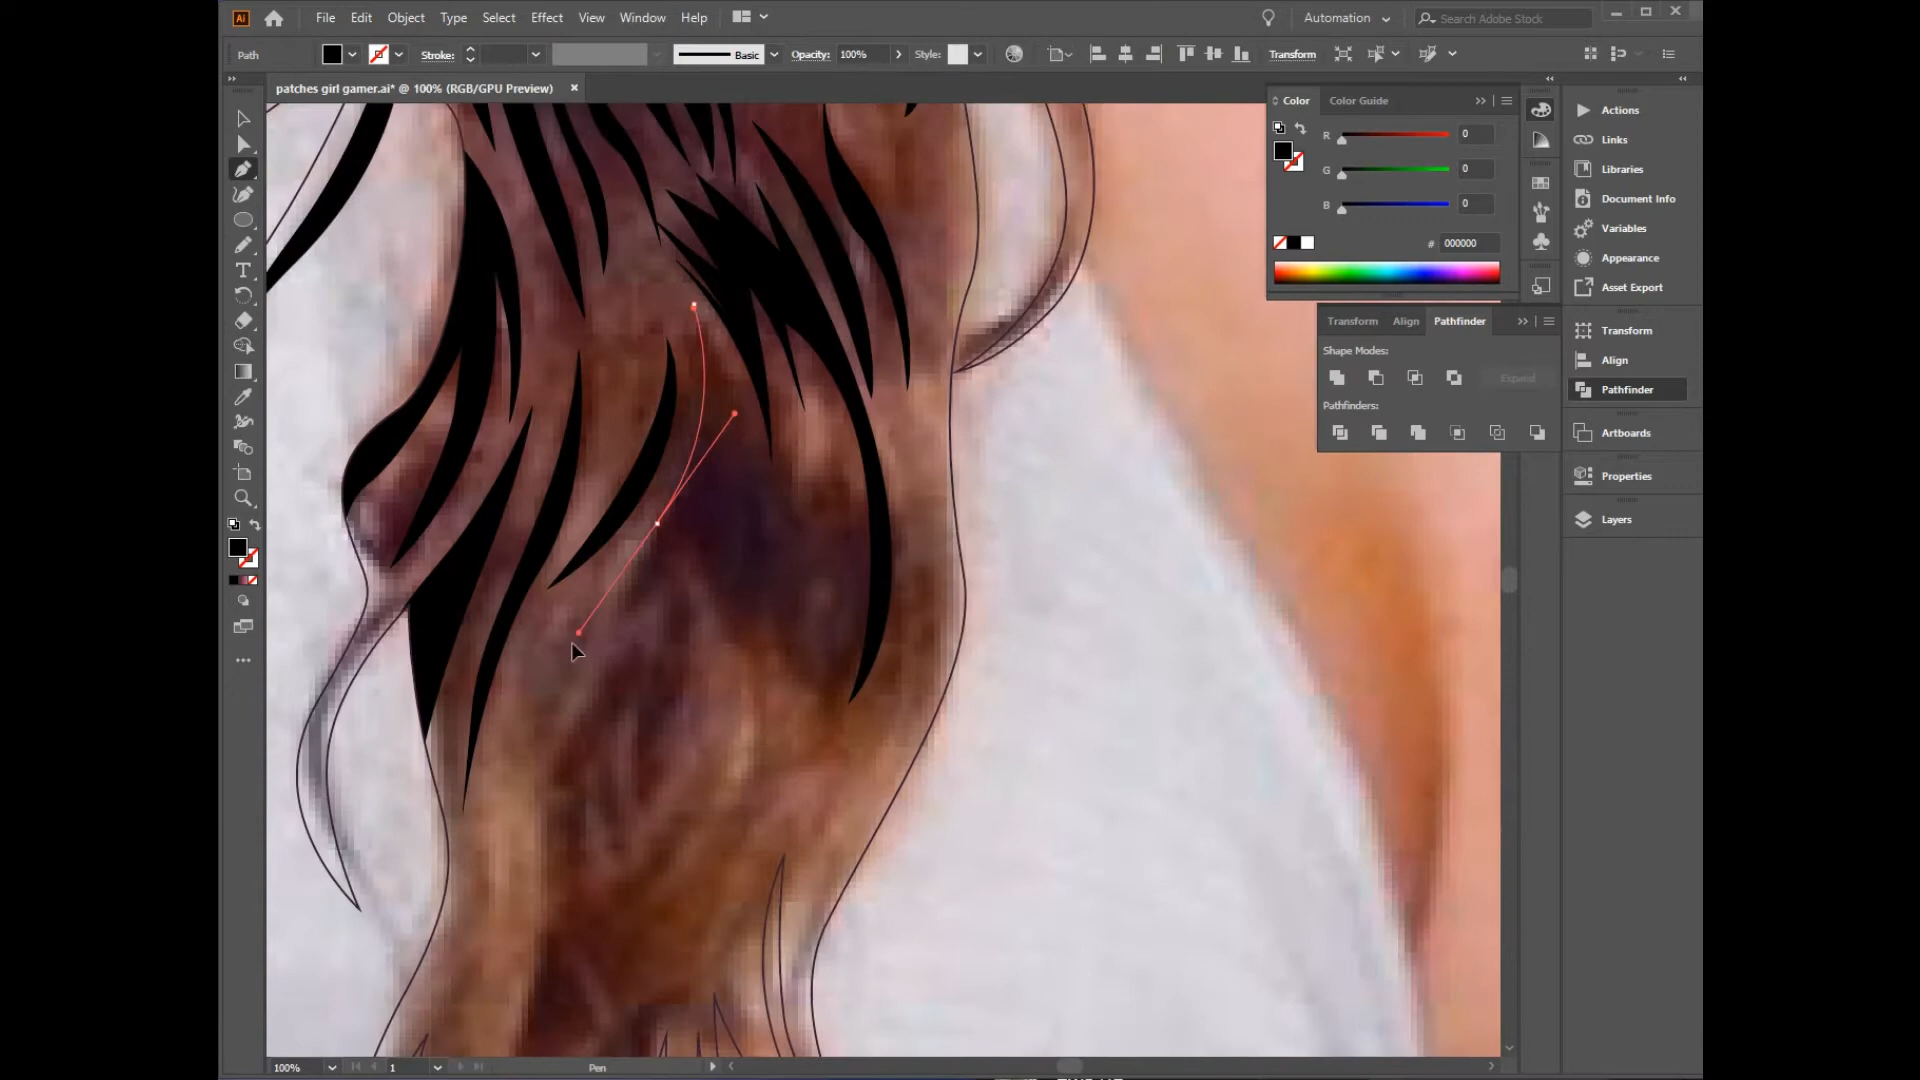 Ai File Edit Object Type Select Effect View Window Help Automation Search Adobe Stock
Path Stroke: Basic Opacity: 100% Style: Transform
patches girl gamer.ai* @ 100% (RGB/GPU Preview)
Color Color Guide
R 0
G 0
B 0
# 000000
Transform Align Pathfinder
Shape Modes:
Expand
Pathfinders:
Actions
Links
Libraries
Document Info
Variables
Appearance
Asset Export
Transform
Align
Pathfinder
Artboards
Properties
Layers
100% 1 Pen